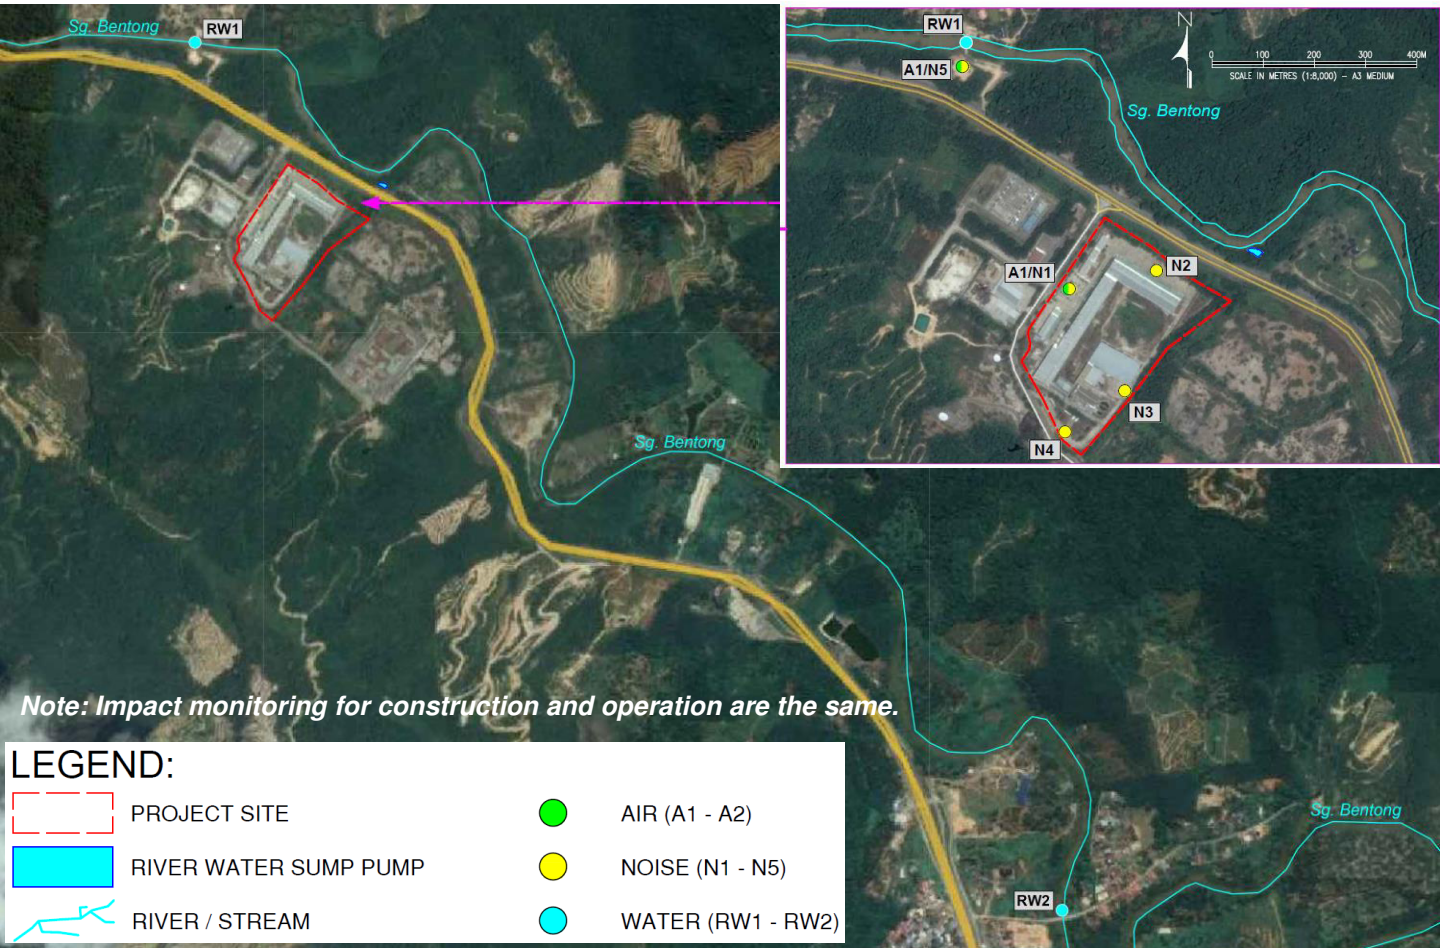 Sg. Bentong
RW1
RW1
A1/N5
N
0 100 200 300 400M
SCALE IN METRES (1:8,000) - A3 MEDIUM
Sg. Bentong
A1/N1
N2
N3
N4
Sg. Bentong
Note: Impact monitoring for construction and operation are the same.
LEGEND:
PROJECT SITE
AIR (A1 - A2)
RIVER WATER SUMP PUMP
NOISE (N1 - N5)
RIVER / STREAM
WATER (RW1 - RW2)
Sg. Bentong
RW2